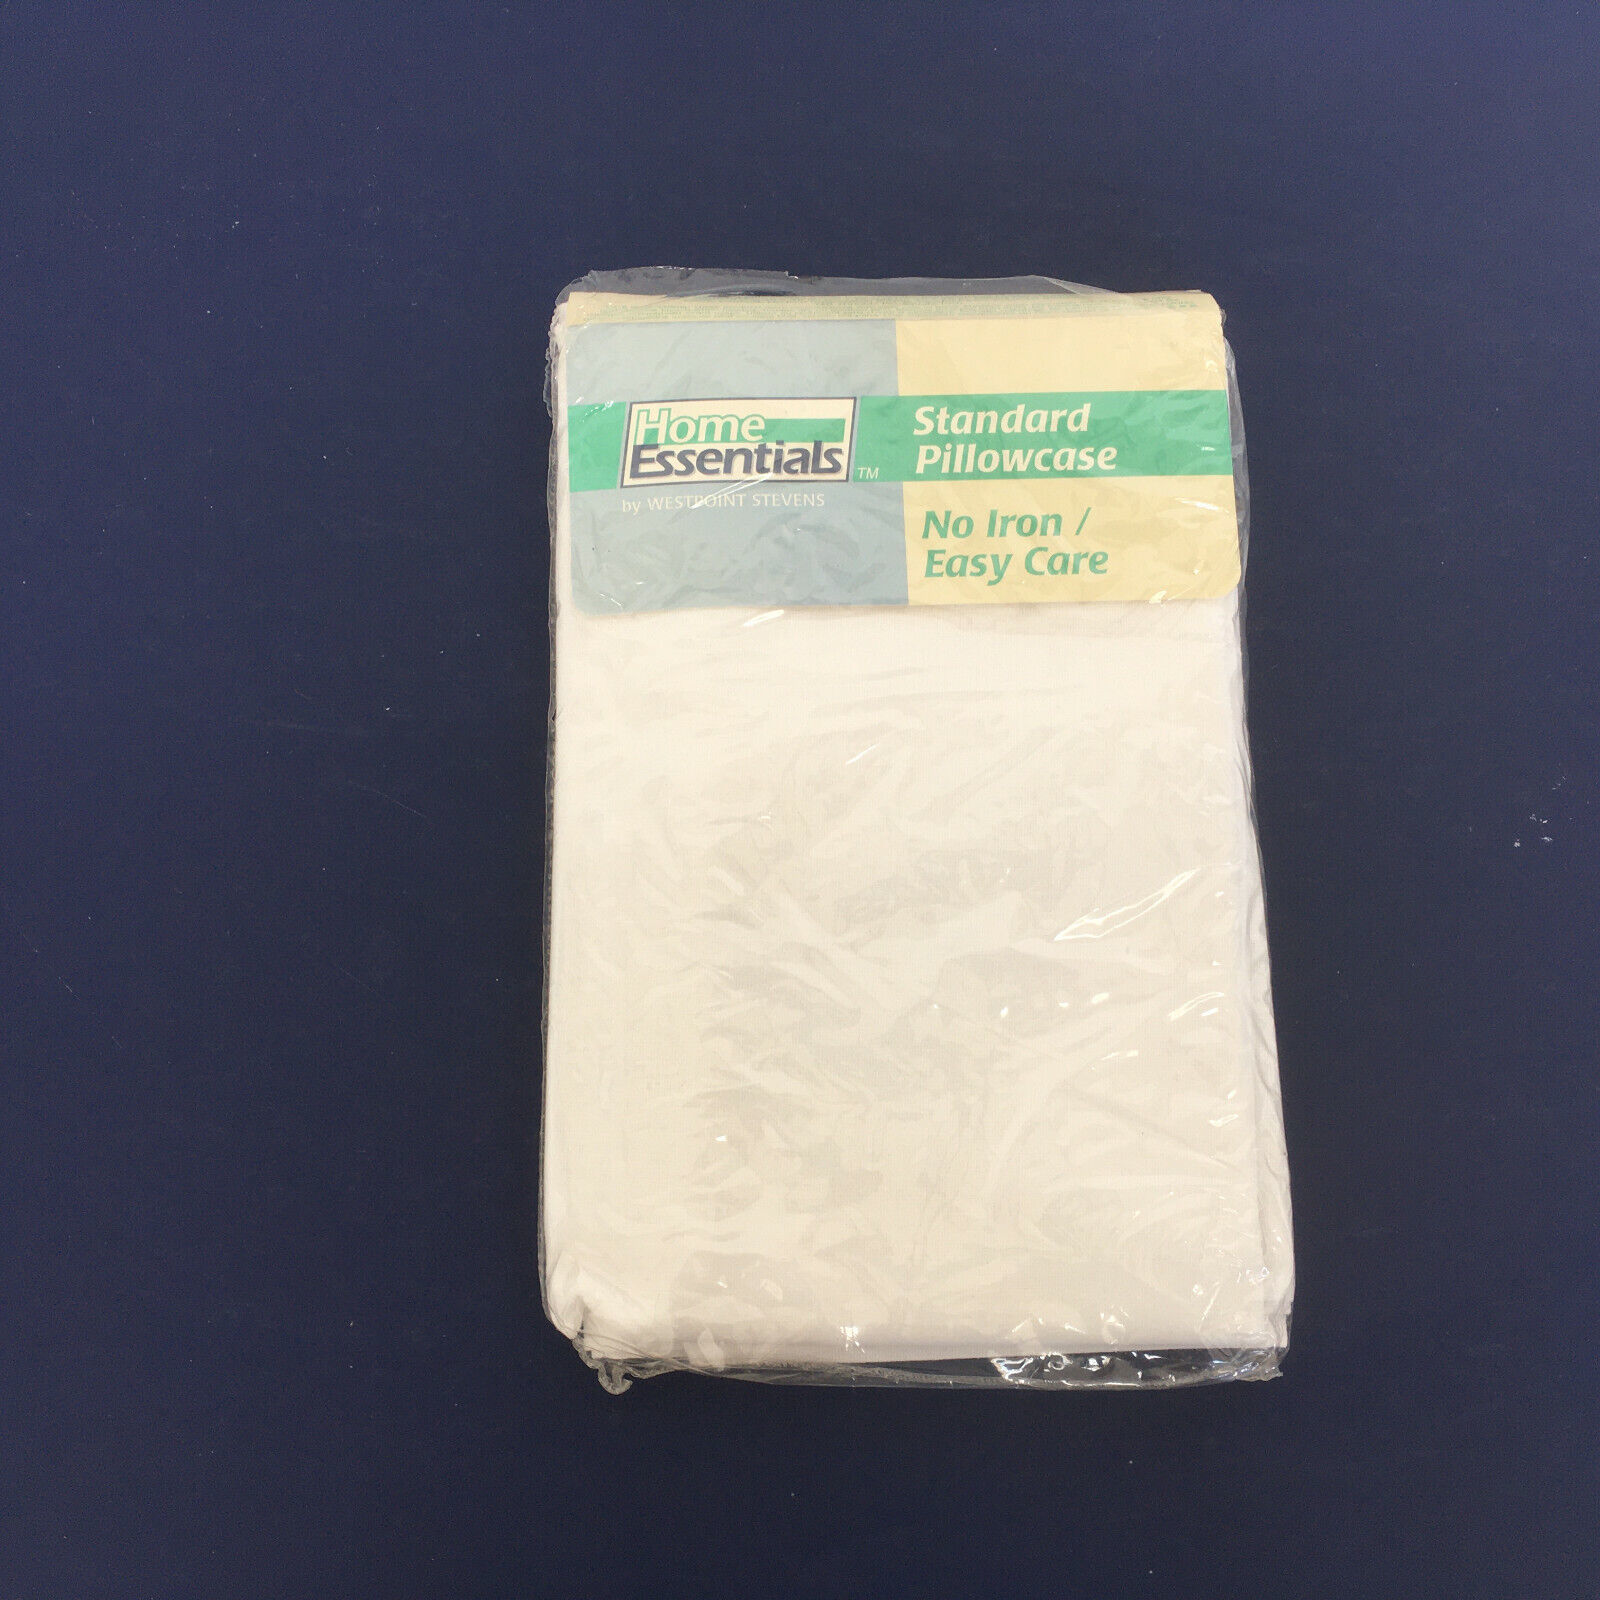 Home
Essentials
TM
by WESTPOINT STEVENS
Standard
Pillowcase
No Iron /
Easy Care